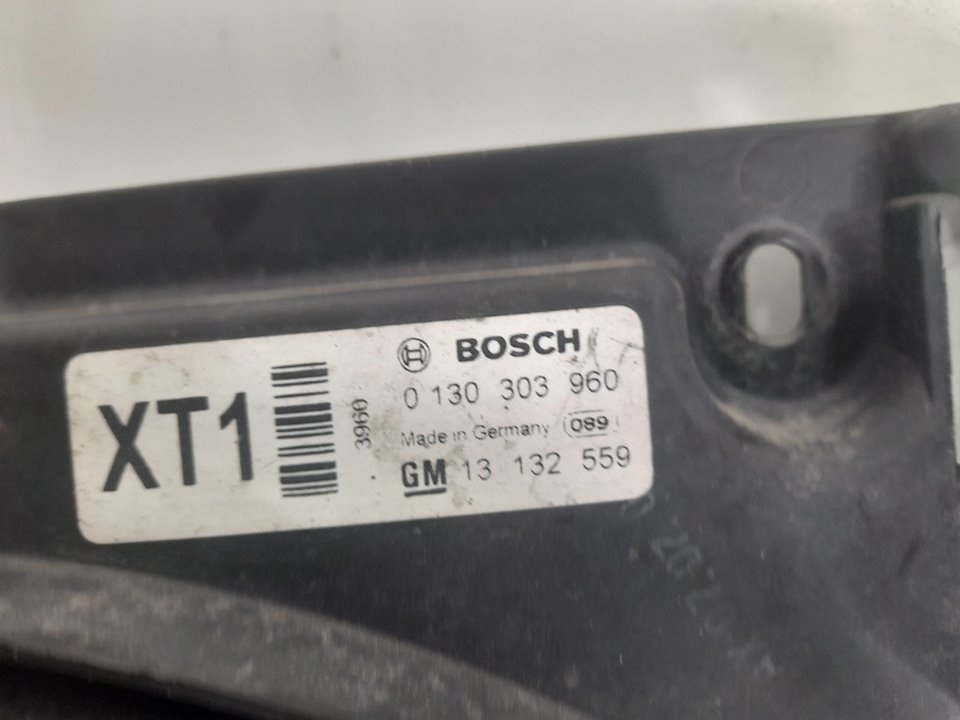 XT1
3960
BOSCH
0 130 303 960
Made in Germany 089
GM 13 132 559